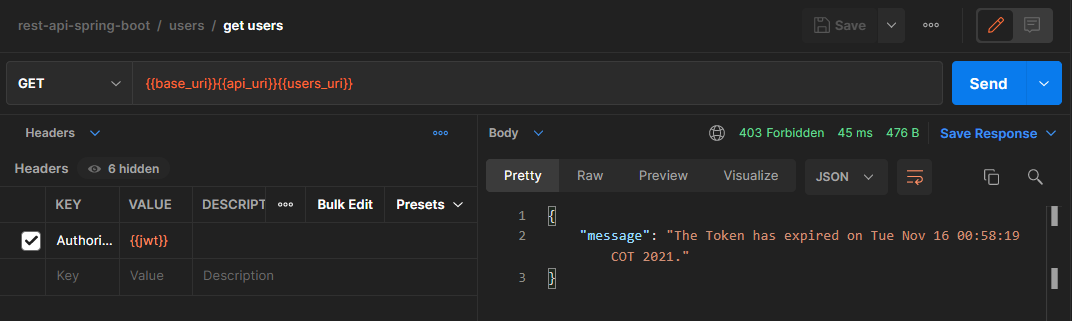 rest-api-spring-boot / users / get users
Save
GET
{{base_uri}}{{api_uri}}{{users_uri}}
Send
Headers
Body
403 Forbidden 45 ms 476 B Save Response
Headers 6 hidden
Pretty Raw Preview Visualize JSON
KEY VALUE DESCRIPT Bulk Edit Presets
Authori... {{jwt}}
Key Value Description
1 {
2 "message": "The Token has expired on Tue Nov 16 00:58:19
COT 2021."
3 }